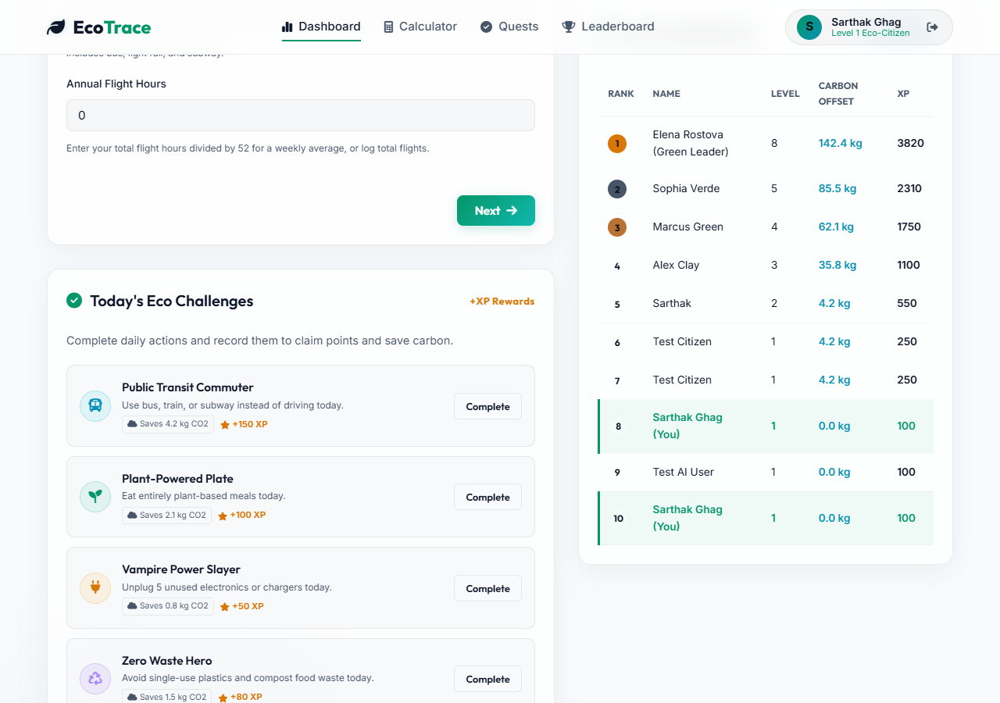 EcoTrace
Dashboard
Calculator
Quests
Leaderboard
S
Sarthak Ghag
Level 1 Eco-Citizen
Includes bus, light rail, and subway.
Annual Flight Hours
0
Enter your total flight hours divided by 52 for a weekly average, or log total flights.
Next
Today's Eco Challenges
+XP Rewards
Complete daily actions and record them to claim points and save carbon.
Public Transit Commuter
Use bus, train, or subway instead of driving today.
Saves 4.2 kg CO2 +150 XP
Complete
Plant-Powered Plate
Eat entirely plant-based meals today.
Saves 2.1 kg CO2 +100 XP
Complete
Vampire Power Slayer
Unplug 5 unused electronics or chargers today.
Saves 0.8 kg CO2 +50 XP
Complete
Zero Waste Hero
Avoid single-use plastics and compost food waste today.
Saves 1.5 kg CO2 +80 XP
Complete
RANK NAME LEVEL CARBON OFFSET XP
1 Elena Rostova (Green Leader) 8 142.4 kg 3820
2 Sophia Verde 5 85.5 kg 2310
3 Marcus Green 4 62.1 kg 1750
4 Alex Clay 3 35.8 kg 1100
5 Sarthak 2 4.2 kg 550
6 Test Citizen 1 4.2 kg 250
7 Test Citizen 1 4.2 kg 250
8 Sarthak Ghag (You) 1 0.0 kg 100
9 Test AI User 1 0.0 kg 100
10 Sarthak Ghag (You) 1 0.0 kg 100